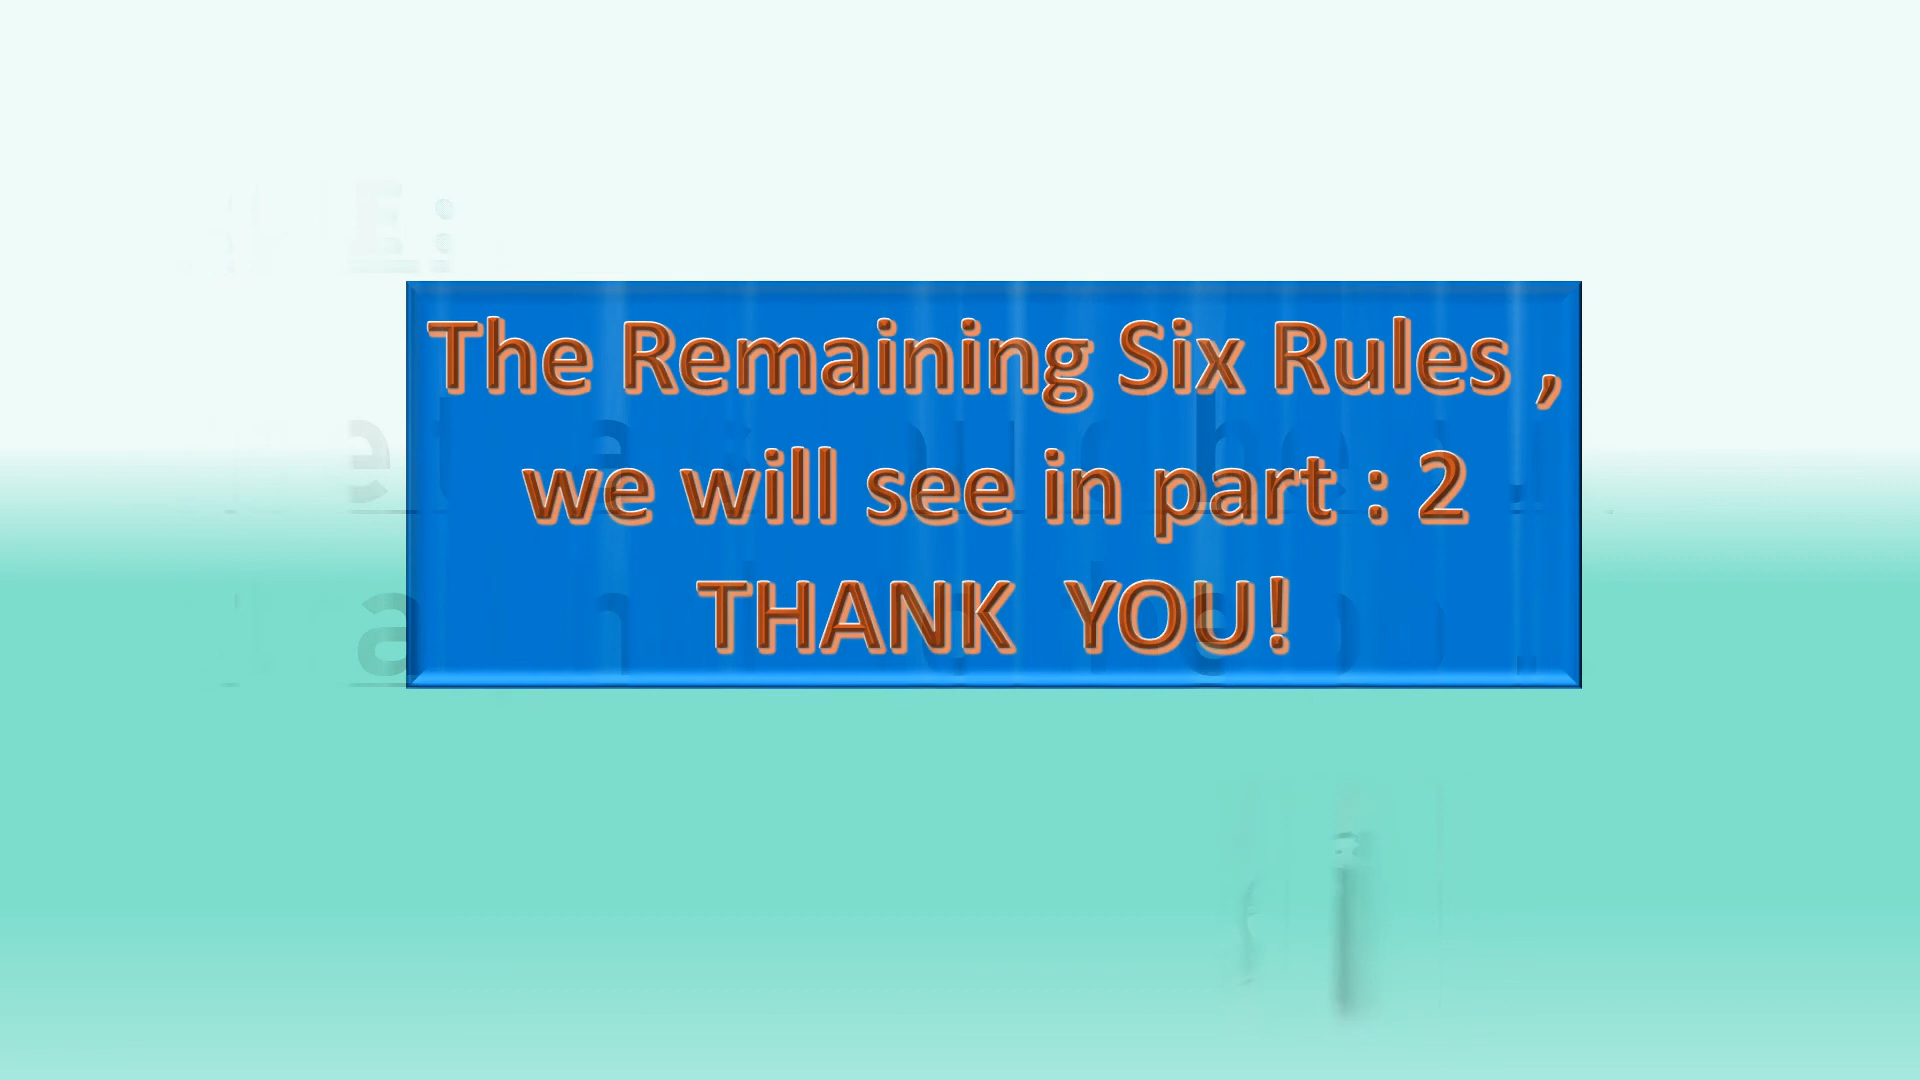 The Remaining Six Rules ,
we will see in part : 2
THANK YOU!